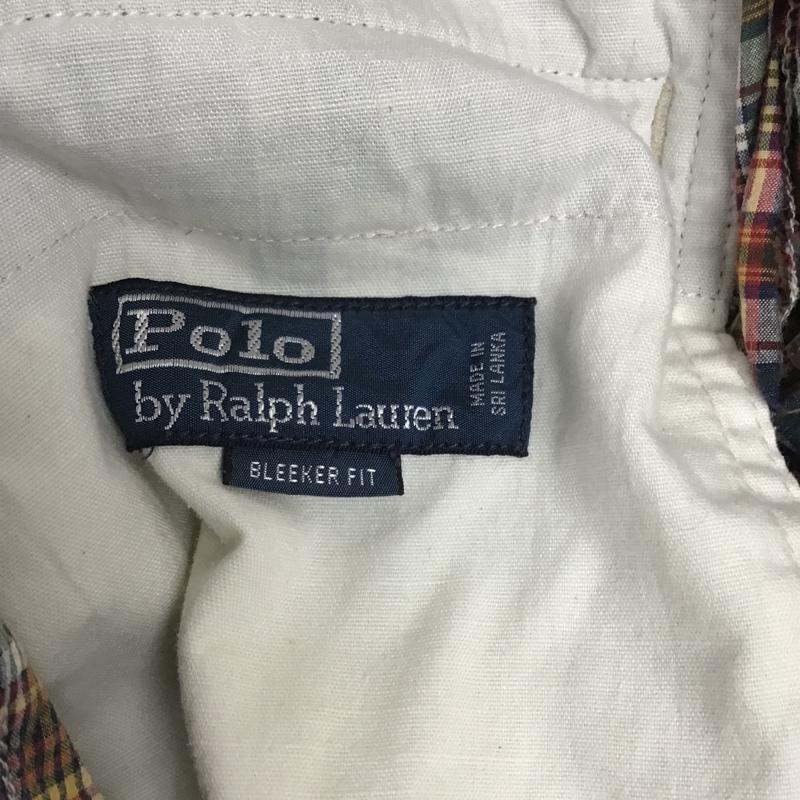 Polo
by Ralph Lauren
MADE IN
SRI LANKA
BLEEKER FIT